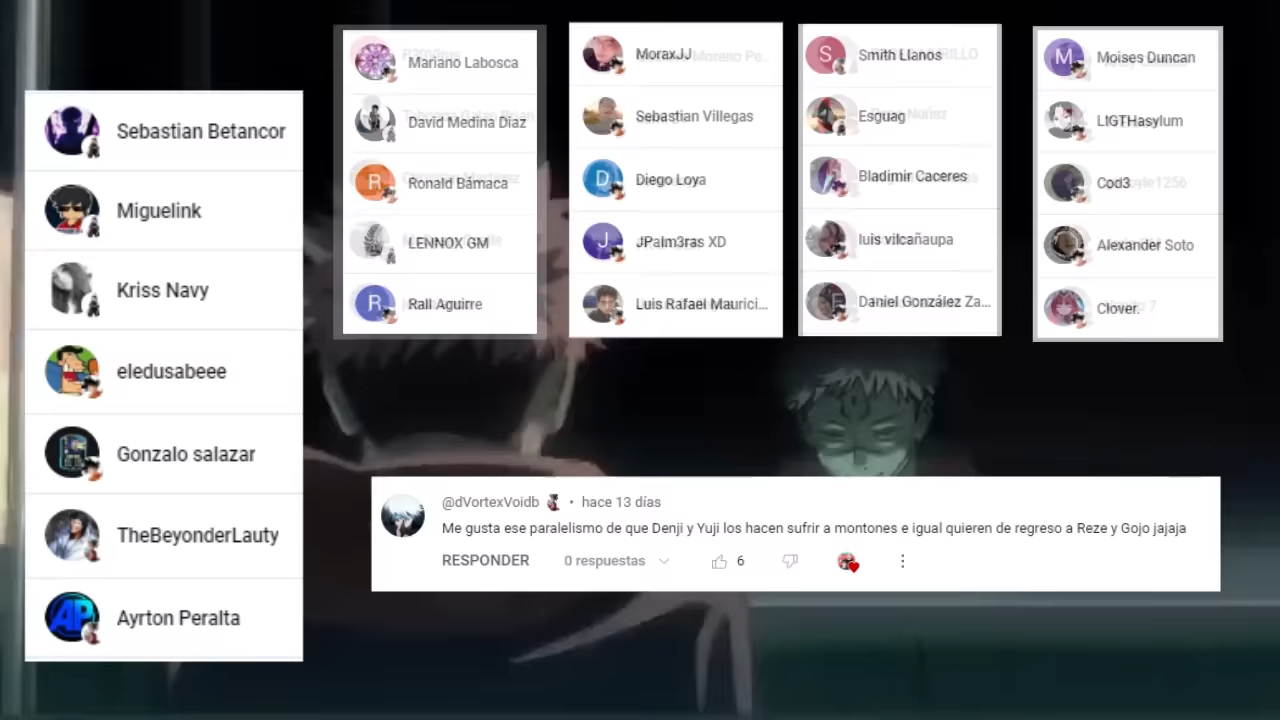 Sebastian Betancor
Miguelink
Kriss Navy
eledusabeee
Gonzalo salazar
TheBeyonderLauty
AP
Ayrton Peralta
Mariano Labosca
David Medina Diaz
R
Ronald Bámaca
LENNOX GM
R
Rall Aguirre
MoraxJJ
Sebastian Villegas
D
Diego Loya
J
JPalm3ras XD
Luis Rafael Maurici...
S
Smith Llanos
Esguag
Bladimir Caceres
luis vilcañaupa
Daniel González Za...
M
Moises Duncan
LIGTHasylum
Cod3
Alexander Soto
Clover.
@dVortexVoidb • hace 13 días
Me gusta ese paralelismo de que Denji y Yuji los hacen sufrir a montones e igual quieren de regreso a Reze y Gojo jajaja
RESPONDER 0 respuestas 6